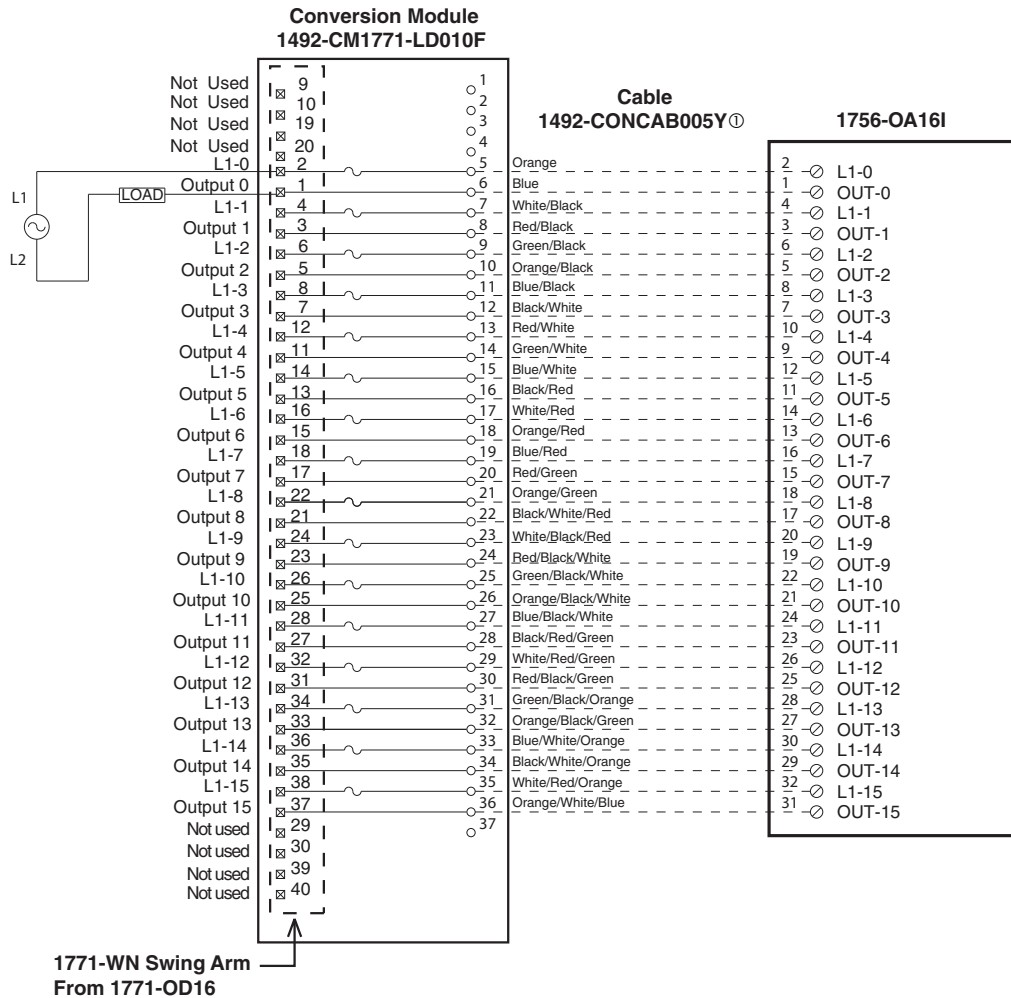 Conversion Module
1492-CM1771-LD010F
Cable
1492-CONCAB005Y①
1756-OA16I
Not Used 9 1
Not Used 10 2
Not Used 19 3
Not Used 20 4
L1-0 2 5 Orange 2 L1-0
Output 0 1 6 Blue 1 OUT-0
L1-1 4 7 White/Black 4 L1-1
Output 1 3 8 Red/Black 3 OUT-1
L1-2 6 9 Green/Black 6 L1-2
Output 2 5 10 Orange/Black 5 OUT-2
L1-3 8 11 Blue/Black 8 L1-3
Output 3 7 12 Black/White 7 OUT-3
L1-4 12 13 Red/White 10 L1-4
Output 4 11 14 Green/White 9 OUT-4
L1-5 14 15 Blue/White 12 L1-5
Output 5 13 16 Black/Red 11 OUT-5
L1-6 16 17 White/Red 14 L1-6
Output 6 15 18 Orange/Red 13 OUT-6
L1-7 18 19 Blue/Red 16 L1-7
Output 7 17 20 Red/Green 15 OUT-7
L1-8 22 21 Orange/Green 18 L1-8
Output 8 21 22 Black/White/Red 17 OUT-8
L1-9 24 23 White/Black/Red 20 L1-9
Output 9 23 24 Red/Black/White 19 OUT-9
L1-10 26 25 Green/Black/White 22 L1-10
Output 10 25 26 Orange/Black/White 21 OUT-10
L1-11 28 27 Blue/Black/White 24 L1-11
Output 11 27 28 Black/Red/Green 23 OUT-11
L1-12 32 29 White/Red/Green 26 L1-12
Output 12 31 30 Red/Black/Green 25 OUT-12
L1-13 34 31 Green/Black/Orange 28 L1-13
Output 13 33 32 Orange/Black/Green 27 OUT-13
L1-14 36 33 Blue/White/Orange 30 L1-14
Output 14 35 34 Black/White/Orange 29 OUT-14
L1-15 38 35 White/Red/Orange 32 L1-15
Output 15 37 36 Orange/White/Blue 31 OUT-15
Not used 29 37
Not used 30
Not used 39
Not used 40
L1
LOAD
L2
1771-WN Swing Arm
From 1771-OD16